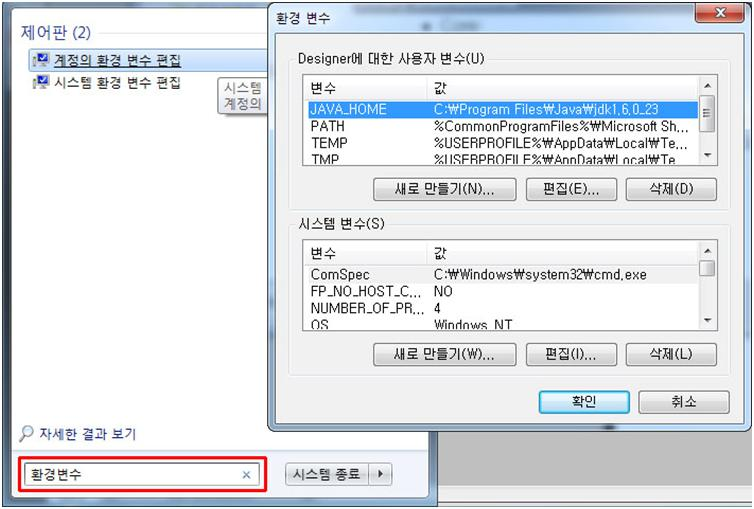 제어판 (2)
계정의 환경 변수 편집
시스템 환경 변수 편집
시스템
계정의
자세한 결과 보기
환경변수
시스템 종료
환경 변수
Designer에 대한 사용자 변수(U)
변수 값
JAVA_HOME C:₩Program Files₩Java₩jdk1.6.0_23
PATH %CommonProgramFiles%₩Microsoft Sh...
TEMP %USERPROFILE%₩AppData₩Local₩Te...
TMP %USERPROFILE%₩AppData₩Local₩Te
새로 만들기(N)... 편집(E)... 삭제(D)
시스템 변수(S)
변수 값
ComSpec C:₩Windows₩system32₩cmd.exe
FP_NO_HOST_C... NO
NUMBER_OF_PR... 4
OS Windows_NT
새로 만들기(W)... 편집(I)... 삭제(L)
확인 취소